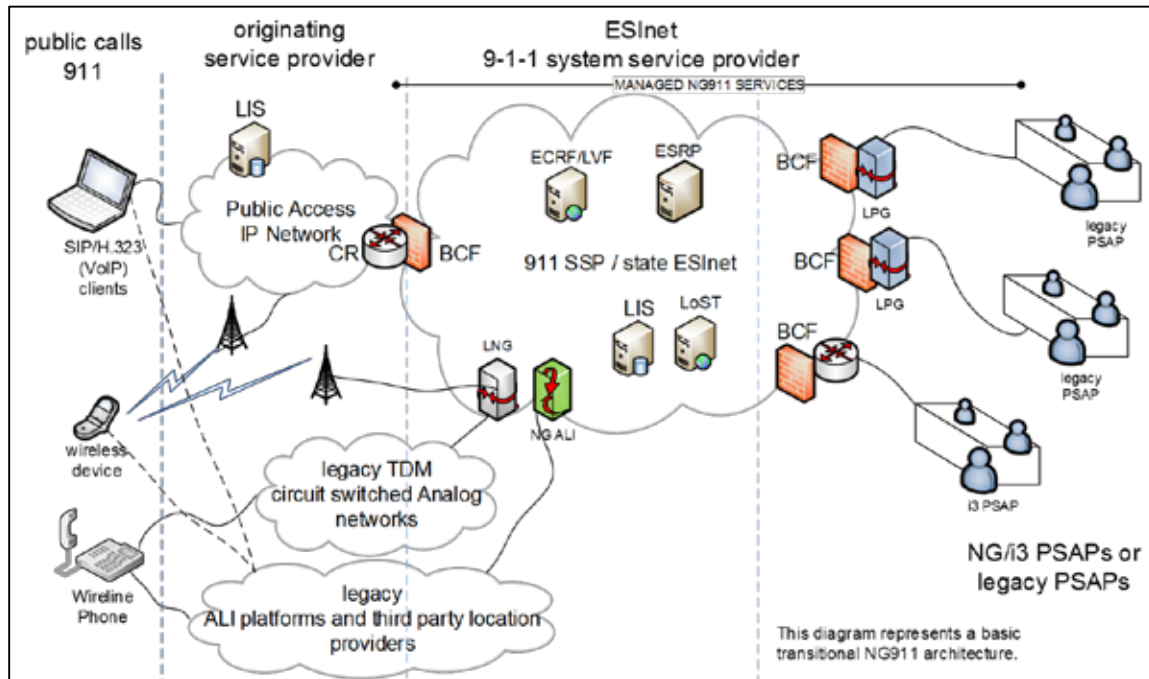 public calls
911
originating
service provider
ESInet
9-1-1 system service provider
MANAGED NG911 SERVICES
LIS
Public Access
IP Network
CR
BCF
SIP/H.323
(VoIP)
clients
ECRF/LVF
ESRP
911 SSP / state ESInet
LIS
LoST
BCF
LPG
legacy
PSAP
BCF
LPG
legacy
PSAP
BCF
i3 PSAP
LNG
NG ALI
wireless
device
legacy TDM
circuit switched Analog
networks
Wireline
Phone
legacy
ALI platforms and third party location
providers
NG/i3 PSAPs or
legacy PSAPs
This diagram represents a basic
transitional NG911 architecture.